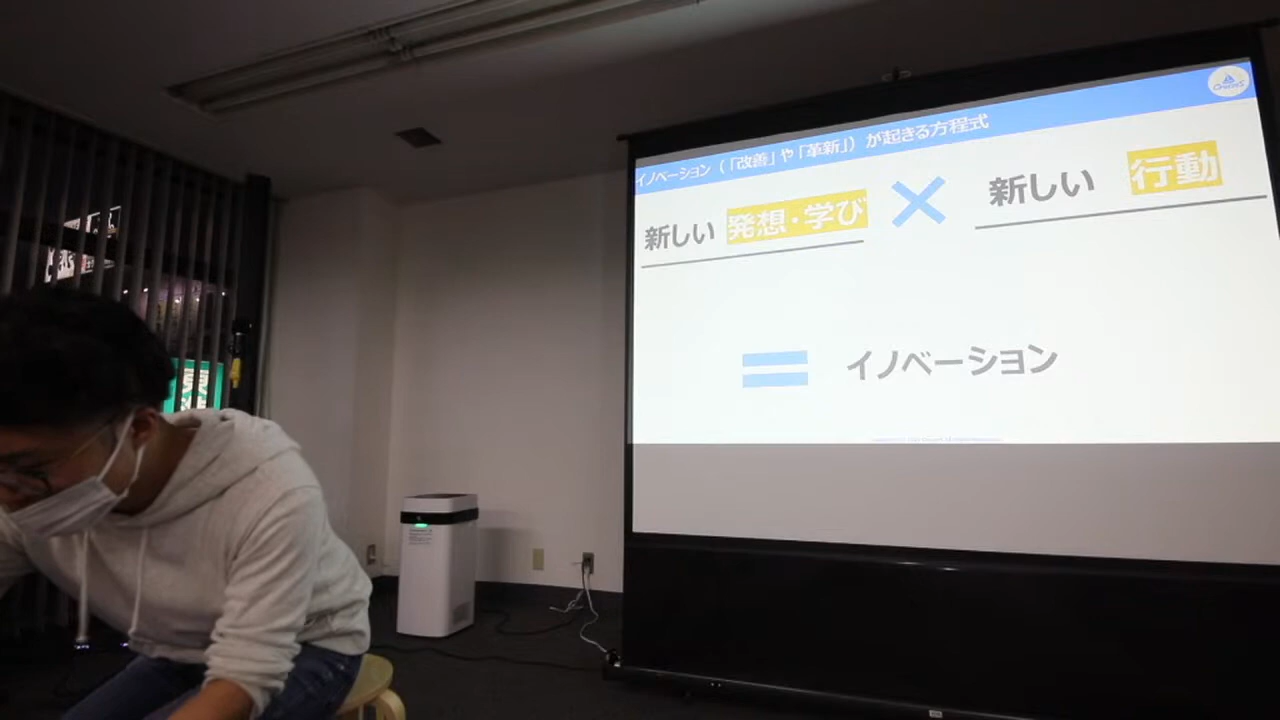 イノベーション（「改善」や「革新」）が起きる方程式
新しい 発想・学び × 新しい 行動
= イノベーション